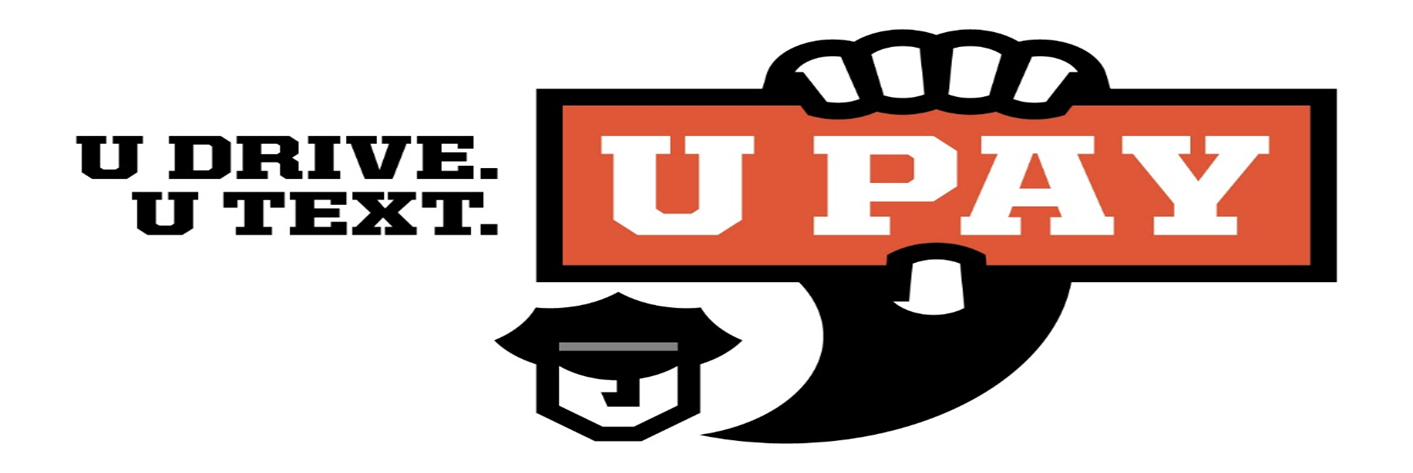 U DRIVE.
U TEXT.
U PAY